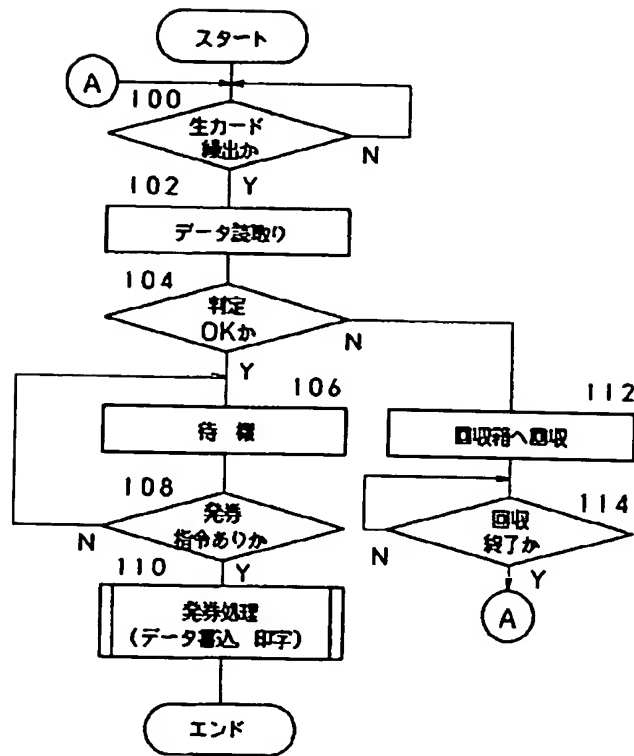 スタート
A
100
生カード
繰出か
N
Y
102
データ読取り
104
判定
OKか
N
Y
106
待 機
112
回収箱へ回収
108
発券
指令ありか
N
Y
114
回収
終了か
N
Y
110
発券処理
(データ書込, 印字)
A
エンド